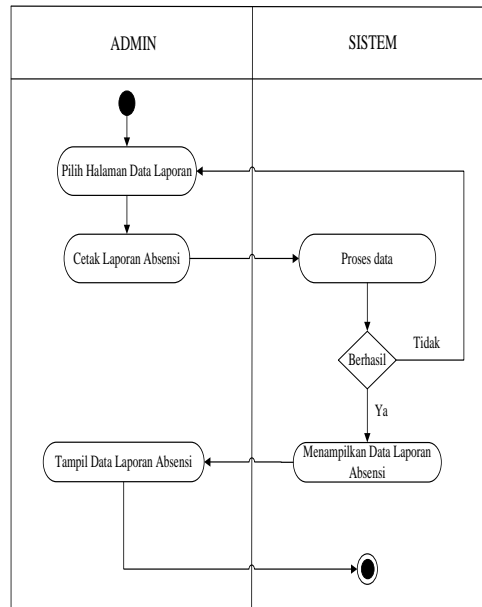 ADMIN
SISTEM
Pilih Halaman Data Laporan
Cetak Laporan Absensi
Proses data
Berhasil
Tidak
Ya
Tampil Data Laporan Absensi
Menampilkan Data Laporan
Absensi